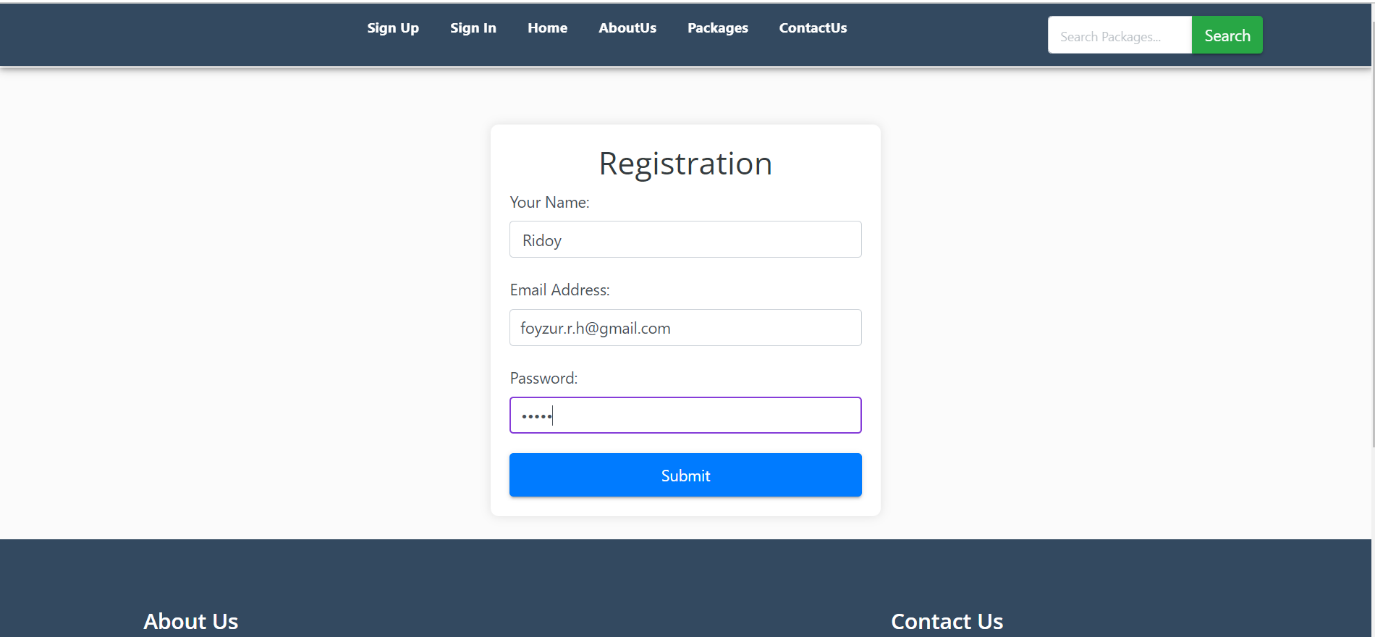 Sign Up Sign In Home AboutUs Packages ContactUs Search Packages... Search
Registration
Your Name:
Ridoy
Email Address:
foyzur.r.h@gmail.com
Password:
•••••
Submit
About Us Contact Us